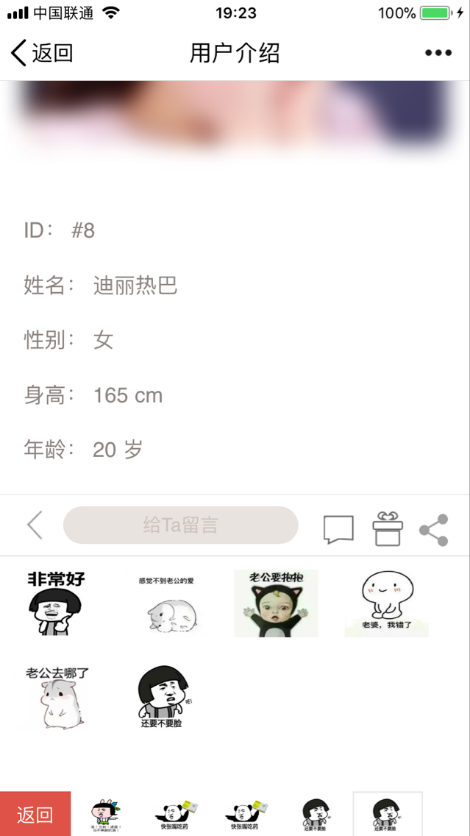 中国联通 19:23 100%
返回 用户介绍
ID： #8
姓名： 迪丽热巴
性别： 女
身高： 165 cm
年龄： 20 岁
给Ta留言
非常好
感觉不到老公的爱
老公要抱抱
老婆，我错了
老公去哪了
还要不要脸
返回
快张嘴吃药
快张嘴吃药
还要不要脸
还要不要脸